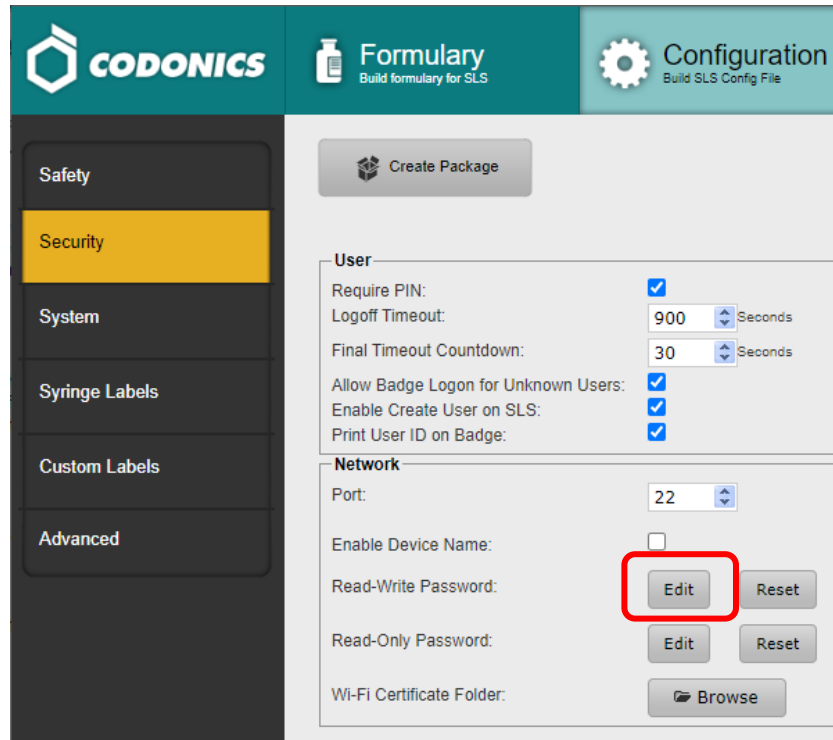 CODONICS
Formulary
Build formulary for SLS
Configuration
Build SLS Config File
Safety
Security
System
Syringe Labels
Custom Labels
Advanced
Create Package
User
Require PIN:
Logoff Timeout: 900 Seconds
Final Timeout Countdown: 30 Seconds
Allow Badge Logon for Unknown Users:
Enable Create User on SLS:
Print User ID on Badge:
Network
Port: 22
Enable Device Name:
Read-Write Password: Edit Reset
Read-Only Password: Edit Reset
Wi-Fi Certificate Folder: Browse